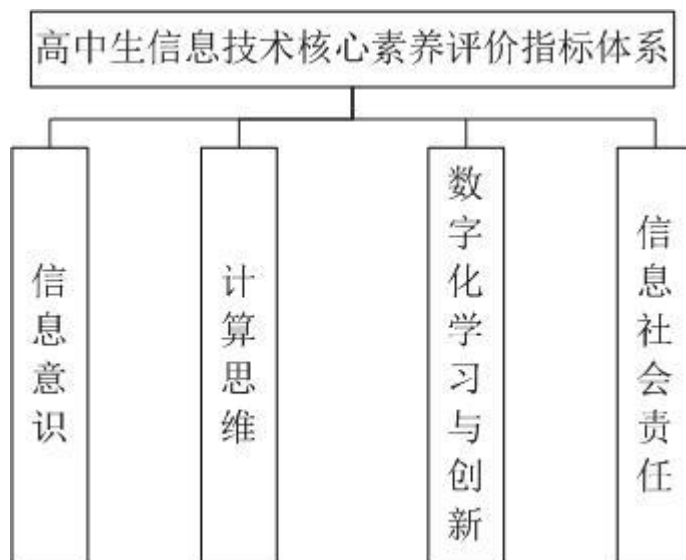 高中生信息技术核心素养评价指标体系
信息意识
计算思维
数字化学习与创新
信息社会责任